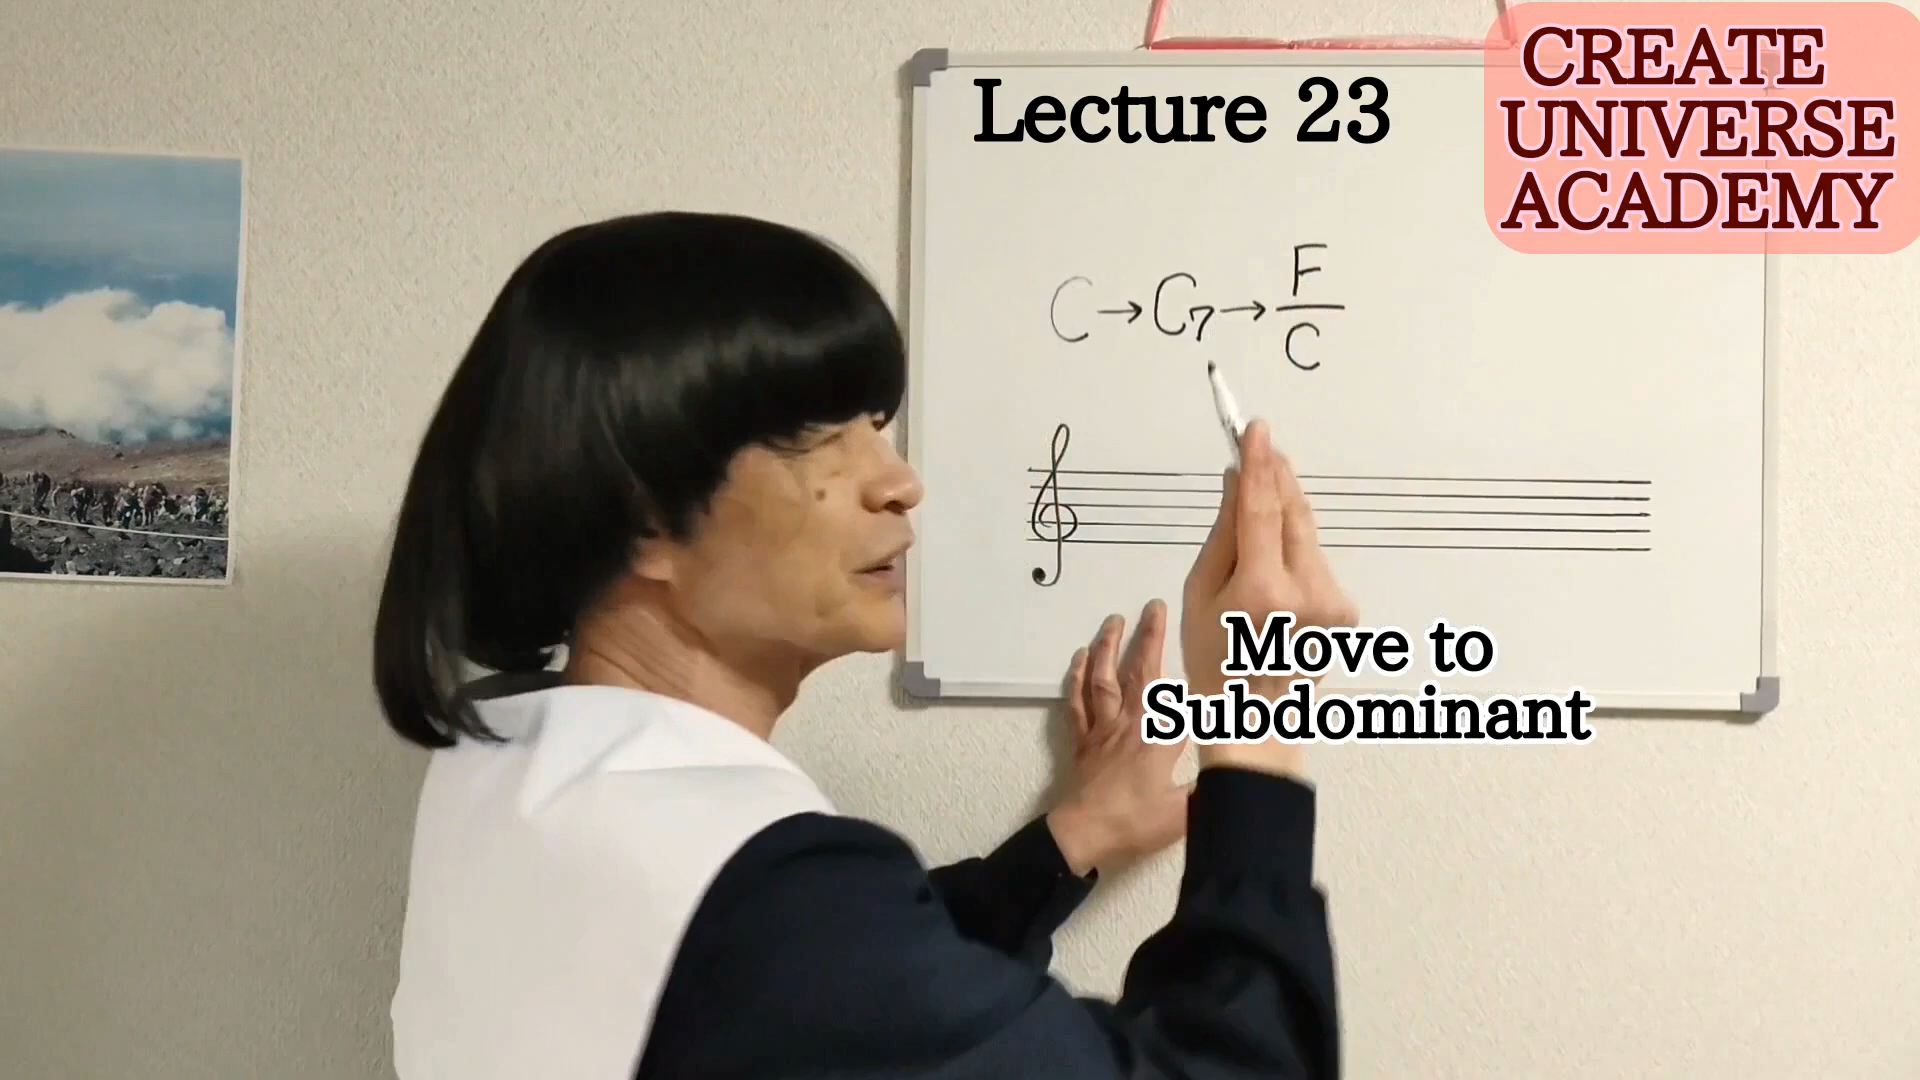 Lecture 23
CREATE
UNIVERSE
ACADEMY
C→C7→F/C
Move to
Subdominant